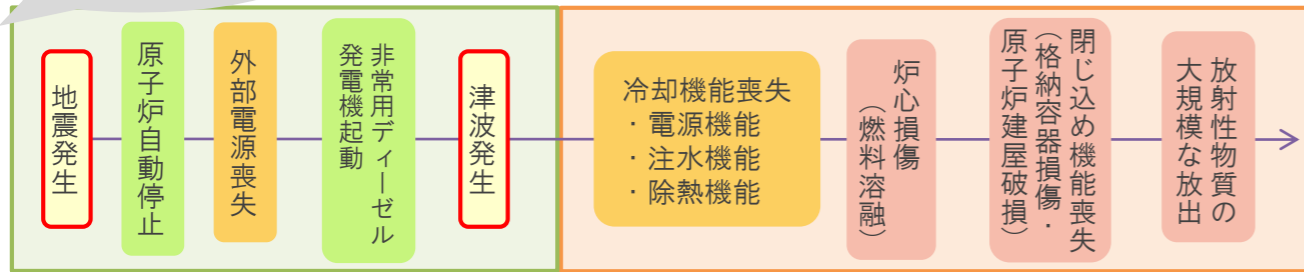 地震発生
原子炉自動停止
外部電源喪失
非常用ディーゼル
発電機起動
津波発生
冷却機能喪失
・電源機能
・注水機能
・除熱機能
炉心損傷
（燃料溶融）
閉じ込め機能喪失
（格納容器損傷・
原子炉建屋破損）
放射性物質の
大規模な放出